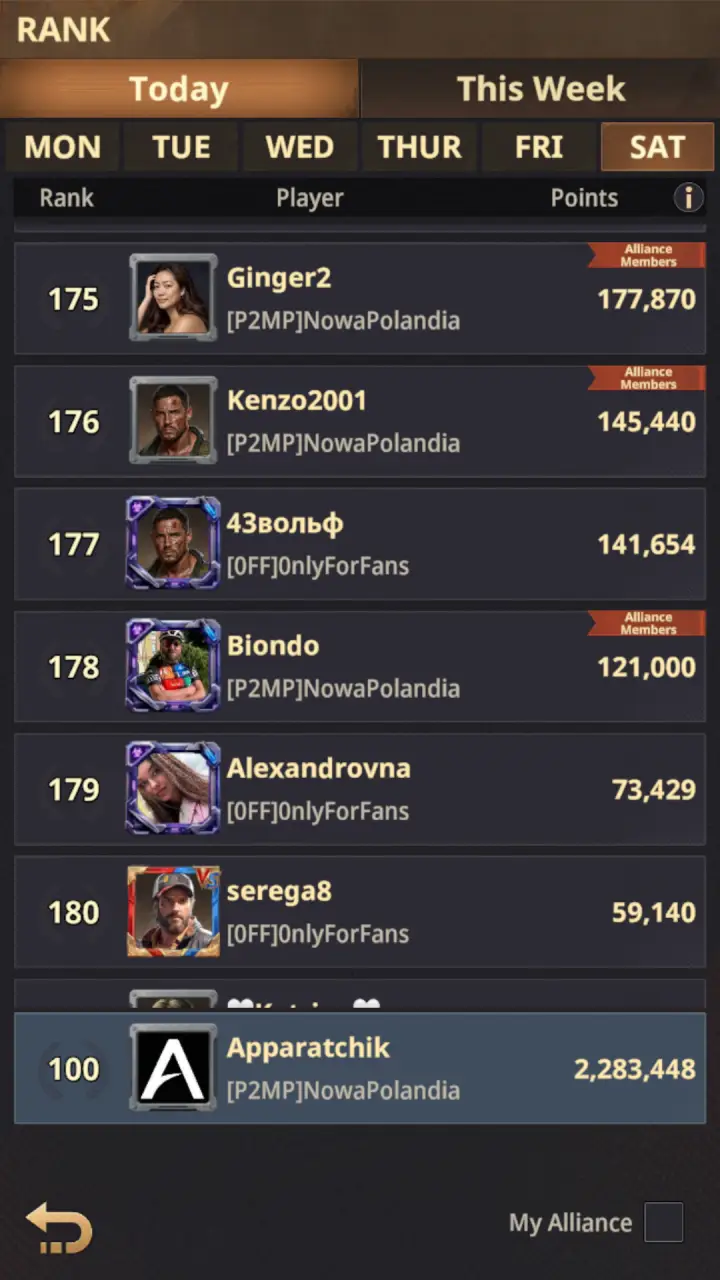 RANK
Today
This Week
MON TUE WED THUR FRI SAT
Rank Player Points i
Alliance
Members
175 Ginger2 177,870
[P2MP]NowaPolandia
Alliance
Members
176 Kenzo2001 145,440
[P2MP]NowaPolandia
177 43вольф 141,654
[0FF]0nlyForFans
Alliance
Members
178 Biondo 121,000
[P2MP]NowaPolandia
179 Alexandrovna 73,429
[0FF]0nlyForFans
180 serega8 59,140
[0FF]0nlyForFans
100 Apparatchik 2,283,448
[P2MP]NowaPolandia
My Alliance